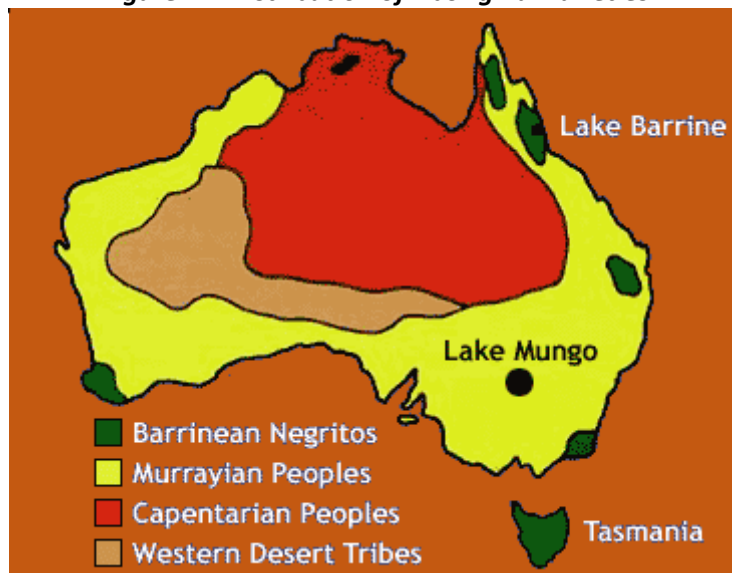 Lake Barrine
Lake Mungo
Barrinean Negritos
Murrayian Peoples
Capentarian Peoples
Western Desert Tribes
Tasmania